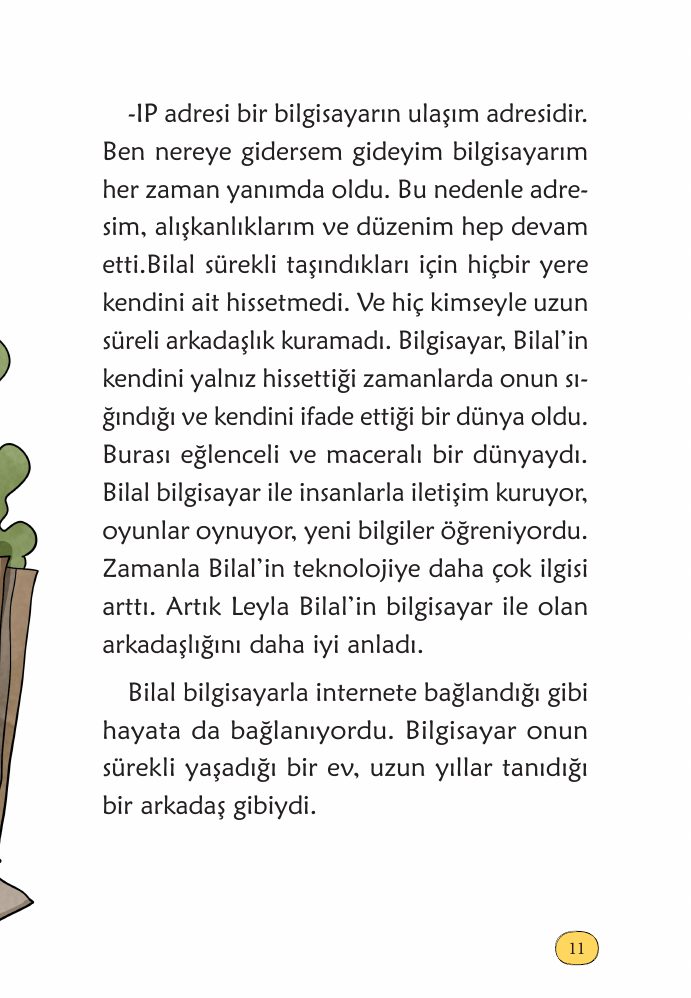 -IP adresi bir bilgisayarın ulaşım adresidir.
Ben nereye gidersem gideyim bilgisayarım
her zaman yanımda oldu. Bu nedenle adre-
sim, alışkanlıklarım ve düzenim hep devam
etti.Bilal sürekli taşındıkları için hiçbir yere
kendini ait hissetmedi. Ve hiç kimseyle uzun
süreli arkadaşlık kuramadı. Bilgisayar, Bilal’in
kendini yalnız hissettiği zamanlarda onun sı-
ğındığı ve kendini ifade ettiği bir dünya oldu.
Burası eğlenceli ve maceralı bir dünyaydı.
Bilal bilgisayar ile insanlarla iletişim kuruyor,
oyunlar oynuyor, yeni bilgiler öğreniyordu.
Zamanla Bilal’in teknolojiye daha çok ilgisi
arttı. Artık Leyla Bilal’in bilgisayar ile olan
arkadaşlığını daha iyi anladı.
Bilal bilgisayarla internete bağlandığı gibi
hayata da bağlanıyordu. Bilgisayar onun
sürekli yaşadığı bir ev, uzun yıllar tanıdığı
bir arkadaş gibiydi.
11